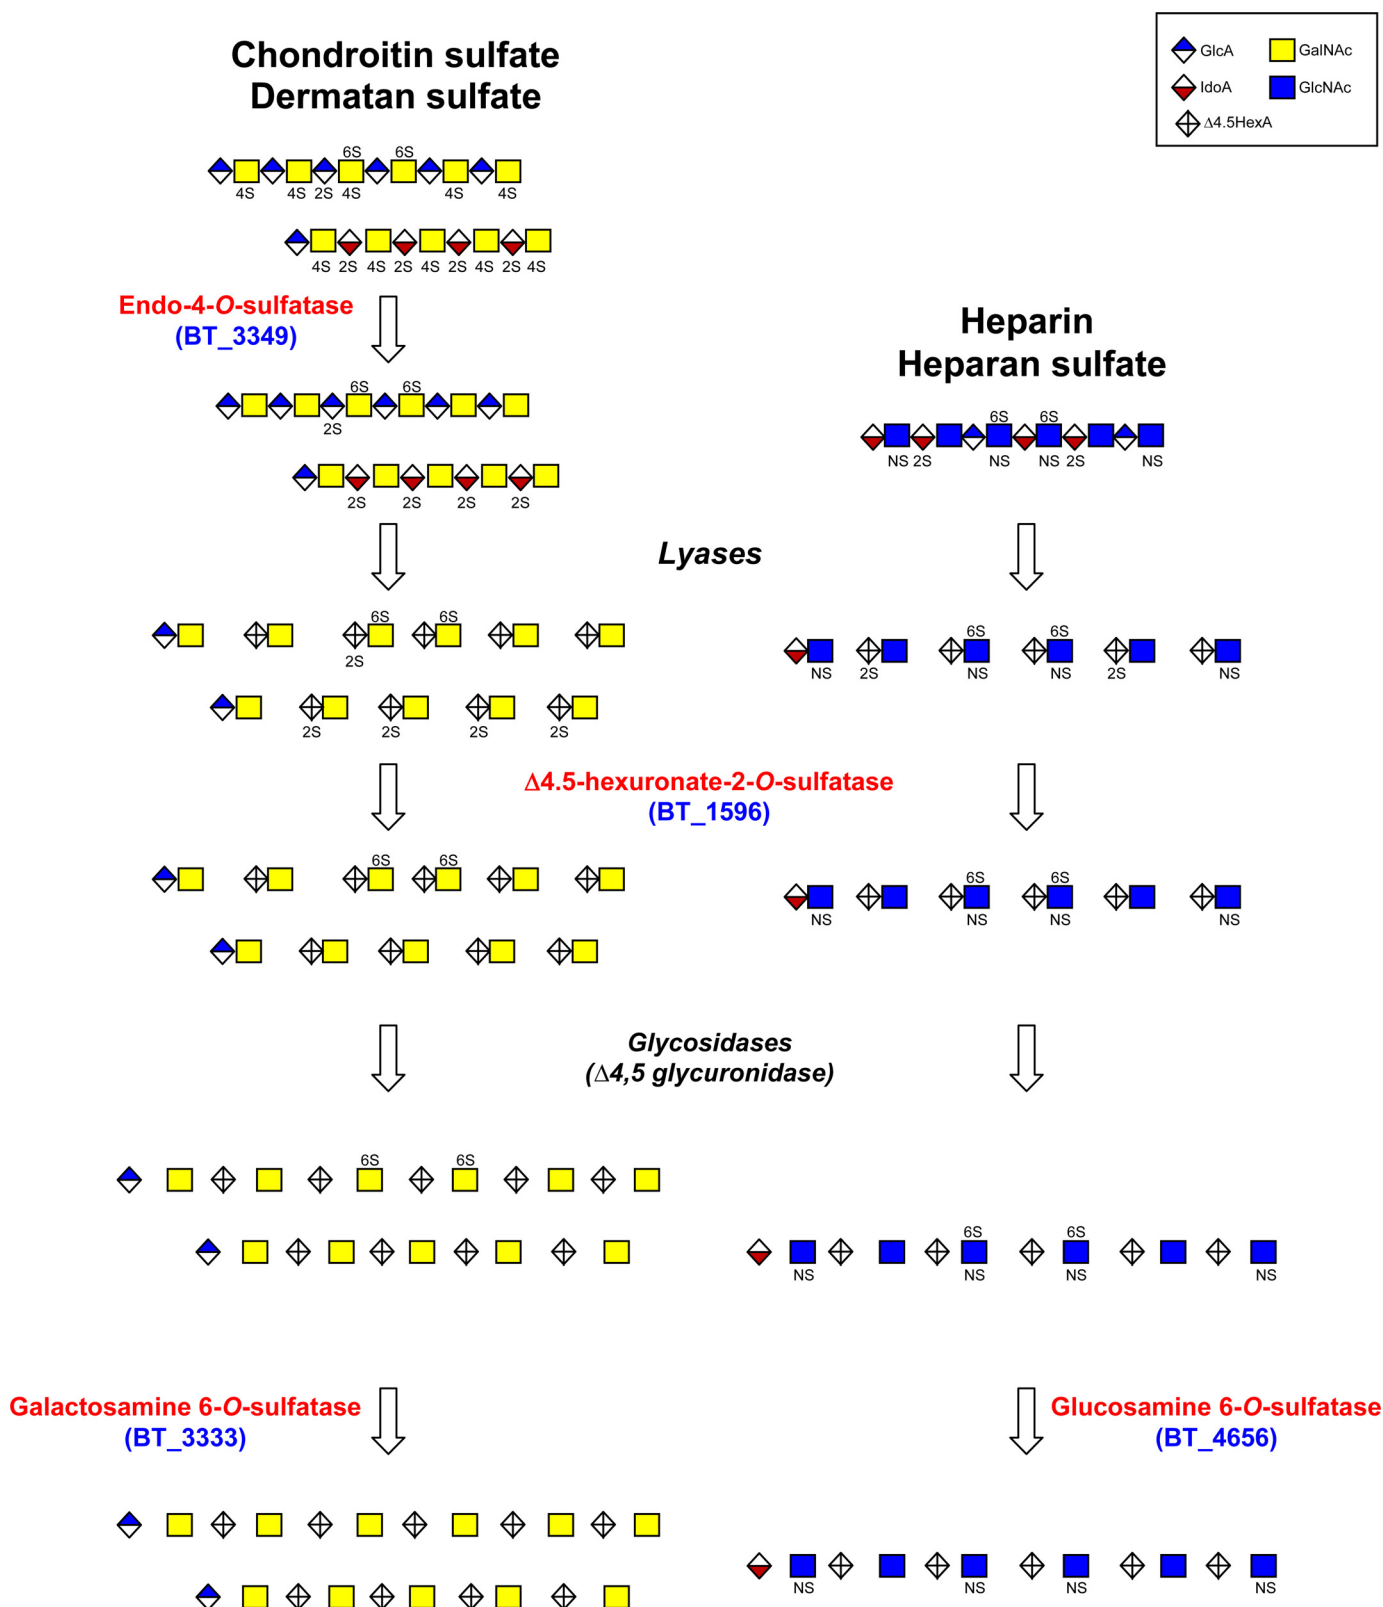 Chondroitin sulfate
Dermatan sulfate
GlcA GalNAc
IdoA GlcNAc
Δ4.5HexA
6S 6S
4S 4S 2S 4S 4S 4S
4S 2S 4S 2S 4S 2S 4S 2S 4S
Endo-4-O-sulfatase
(BT_3349)
Heparin
Heparan sulfate
6S 6S
2S
2S 2S 2S 2S
6S 6S
NS 2S NS NS 2S NS
Lyases
6S 6S
2S
2S 2S 2S 2S
6S 6S
NS 2S NS NS 2S NS
Δ4.5-hexuronate-2-O-sulfatase
(BT_1596)
6S 6S
6S 6S
NS NS NS NS
Glycosidases
(Δ4,5 glycuronidase)
6S 6S
6S 6S
NS NS NS NS
Galactosamine 6-O-sulfatase
(BT_3333)
Glucosamine 6-O-sulfatase
(BT_4656)
NS NS NS NS